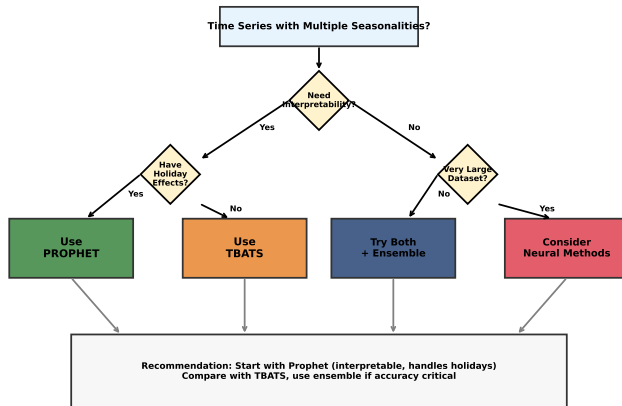 Time Series with Multiple Seasonalities?
Need
Interpretability?
Yes
No
Have
Holiday
Effects?
Very Large
Dataset?
Yes
No
No
Yes
Use
PROPHET
Use
TBATS
Try Both
+ Ensemble
Consider
Neural Methods
Recommendation: Start with Prophet (interpretable, handles holidays)
Compare with TBATS, use ensemble if accuracy critical